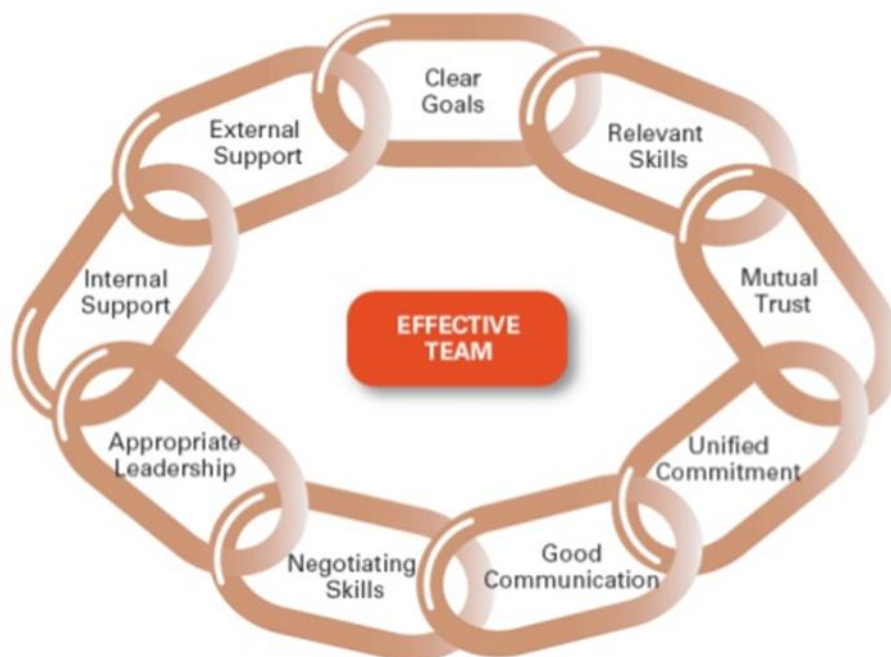 Clear
Goals
Relevant
Skills
Mutual
Trust
Unified
Commitment
Good
Communication
Negotiating
Skills
Appropriate
Leadership
Internal
Support
External
Support
EFFECTIVE
TEAM